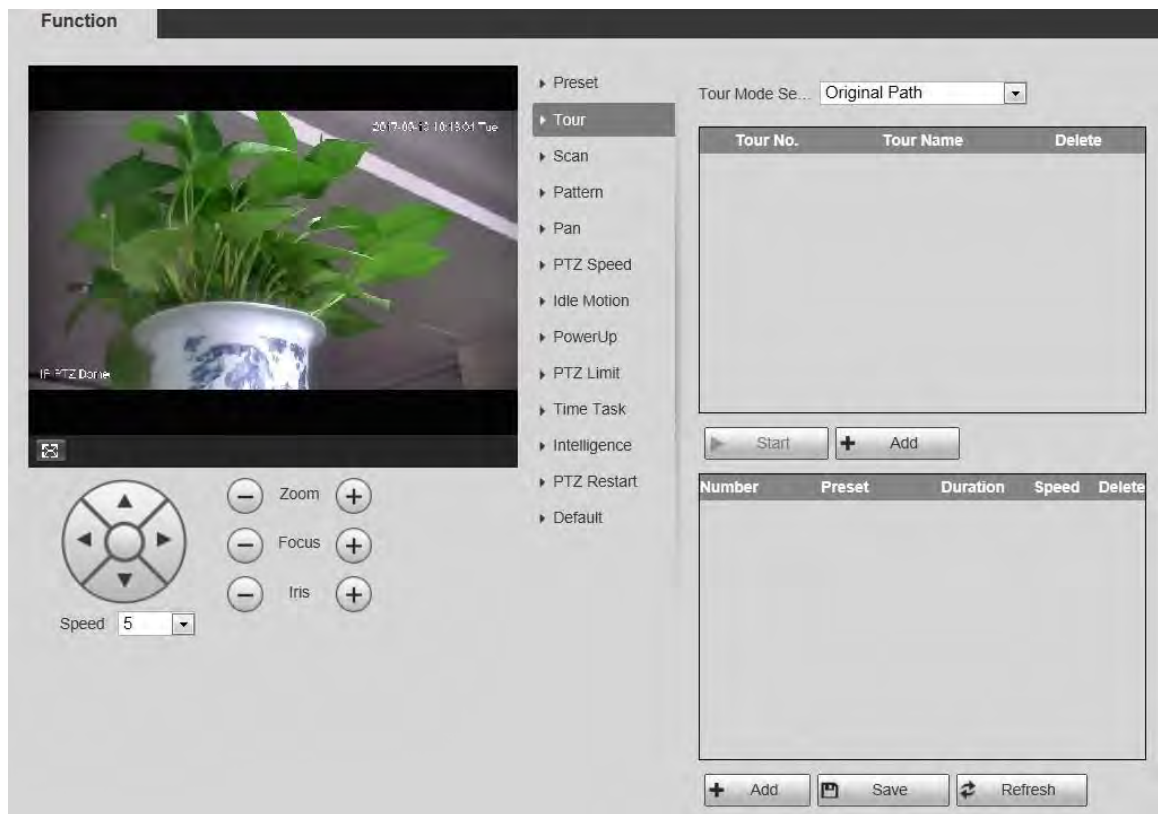 Function
Preset
Tour
Scan
Pattern
Pan
PTZ Speed
Idle Motion
PowerUp
PTZ Limit
Time Task
Intelligence
PTZ Restart
Default
Tour Mode Se... Original Path
Tour No. Tour Name Delete
Start Add
Number Preset Duration Speed Delete
Add Save Refresh
Tue
IP PTZ Dome
Zoom
Focus
Iris
Speed 5